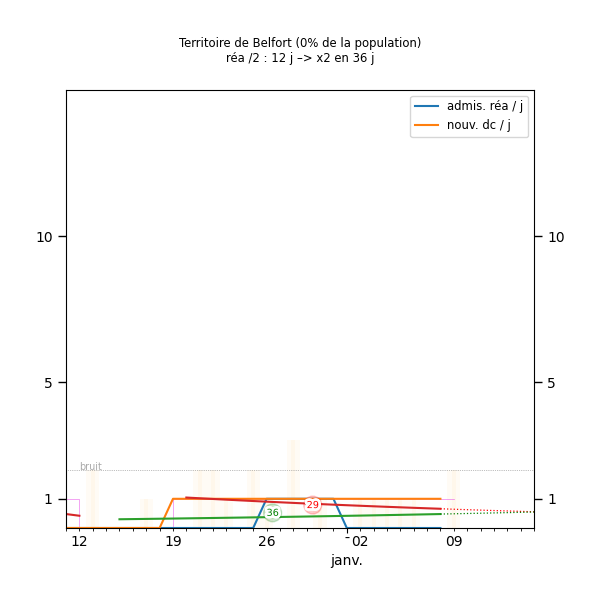 Territoire de Belfort (0% de la population)
réa /2 : 12 j –> x2 en 36 j
admis. réa / j
nouv. dc / j
10
10
5
5
bruit
1
1
29
36
12
19
26
02
09
janv.